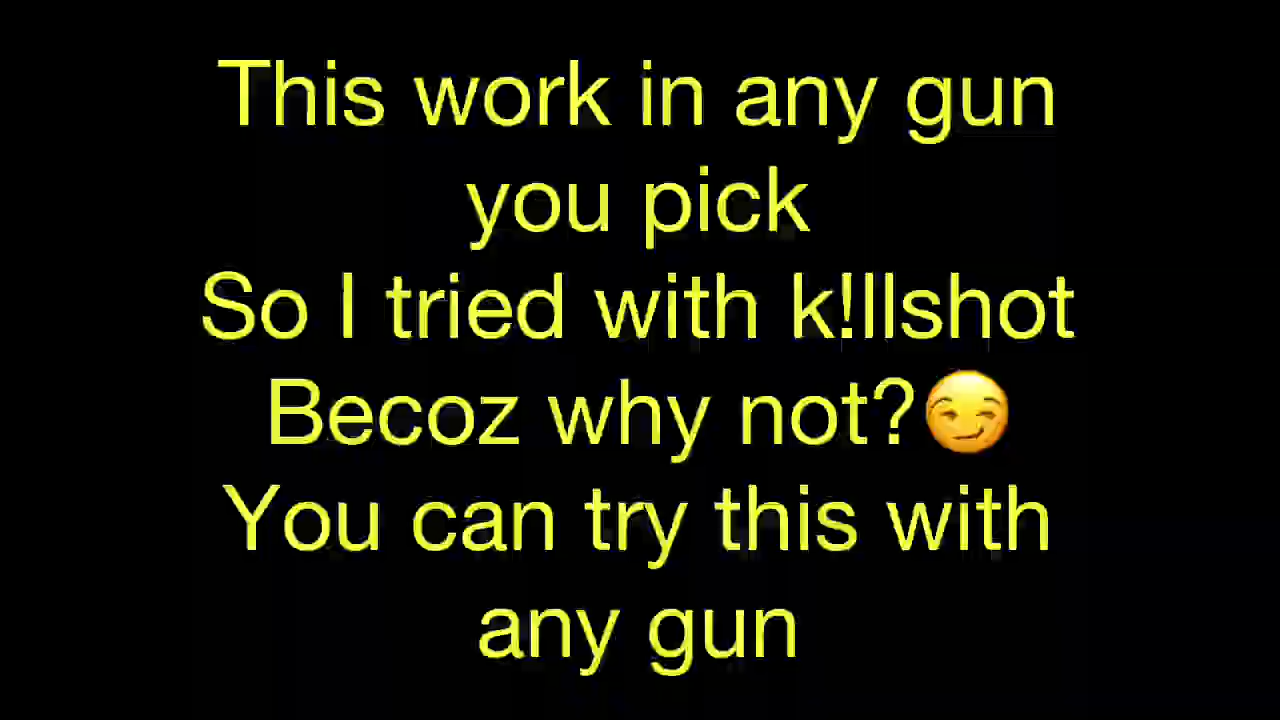 This work in any gun
you pick
So I tried with k!llshot
Becoz why not?😏
You can try this with
any gun